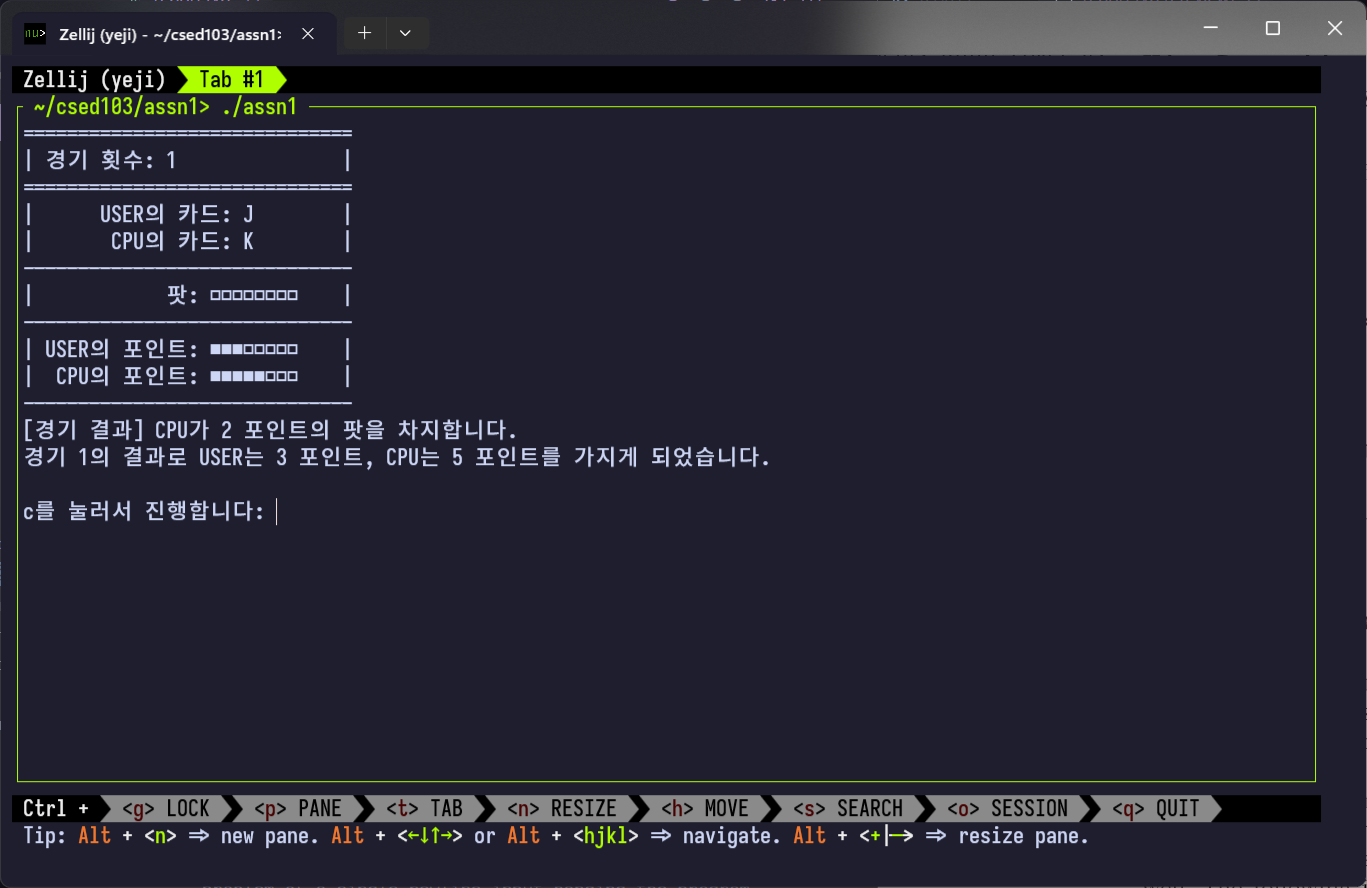 Zellij (yeji) - ~/csed103/assn1>
Zellij (yeji) Tab #1
~/csed103/assn1> ./assn1
==============================
| 경기 횟수: 1 |
==============================
| USER의 카드: J |
| CPU의 카드: K |
------------------------------
| 팟: □□□□□□□□ |
------------------------------
| USER의 포인트: ■■■□□□□□ |
| CPU의 포인트: ■■■■■□□□ |
------------------------------
[경기 결과] CPU가 2 포인트의 팟을 차지합니다.
경기 1의 결과로 USER는 3 포인트, CPU는 5 포인트를 가지게 되었습니다.
c를 눌러서 진행합니다:
Ctrl + <g> LOCK <p> PANE <t> TAB <n> RESIZE <h> MOVE <s> SEARCH <o> SESSION <q> QUIT
Tip: Alt + <n> => new pane. Alt + <←↓↑→> or Alt + <hjkl> => navigate. Alt + <+|-> => resize pane.